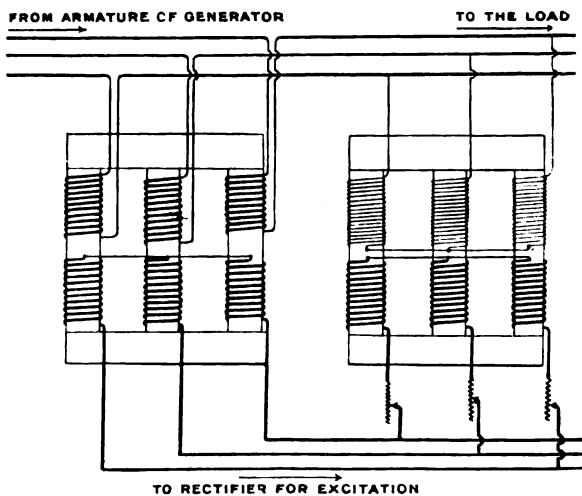 FROM ARMATURE CF GENERATOR
TO THE LOAD
TO RECTIFIER FOR EXCITATION